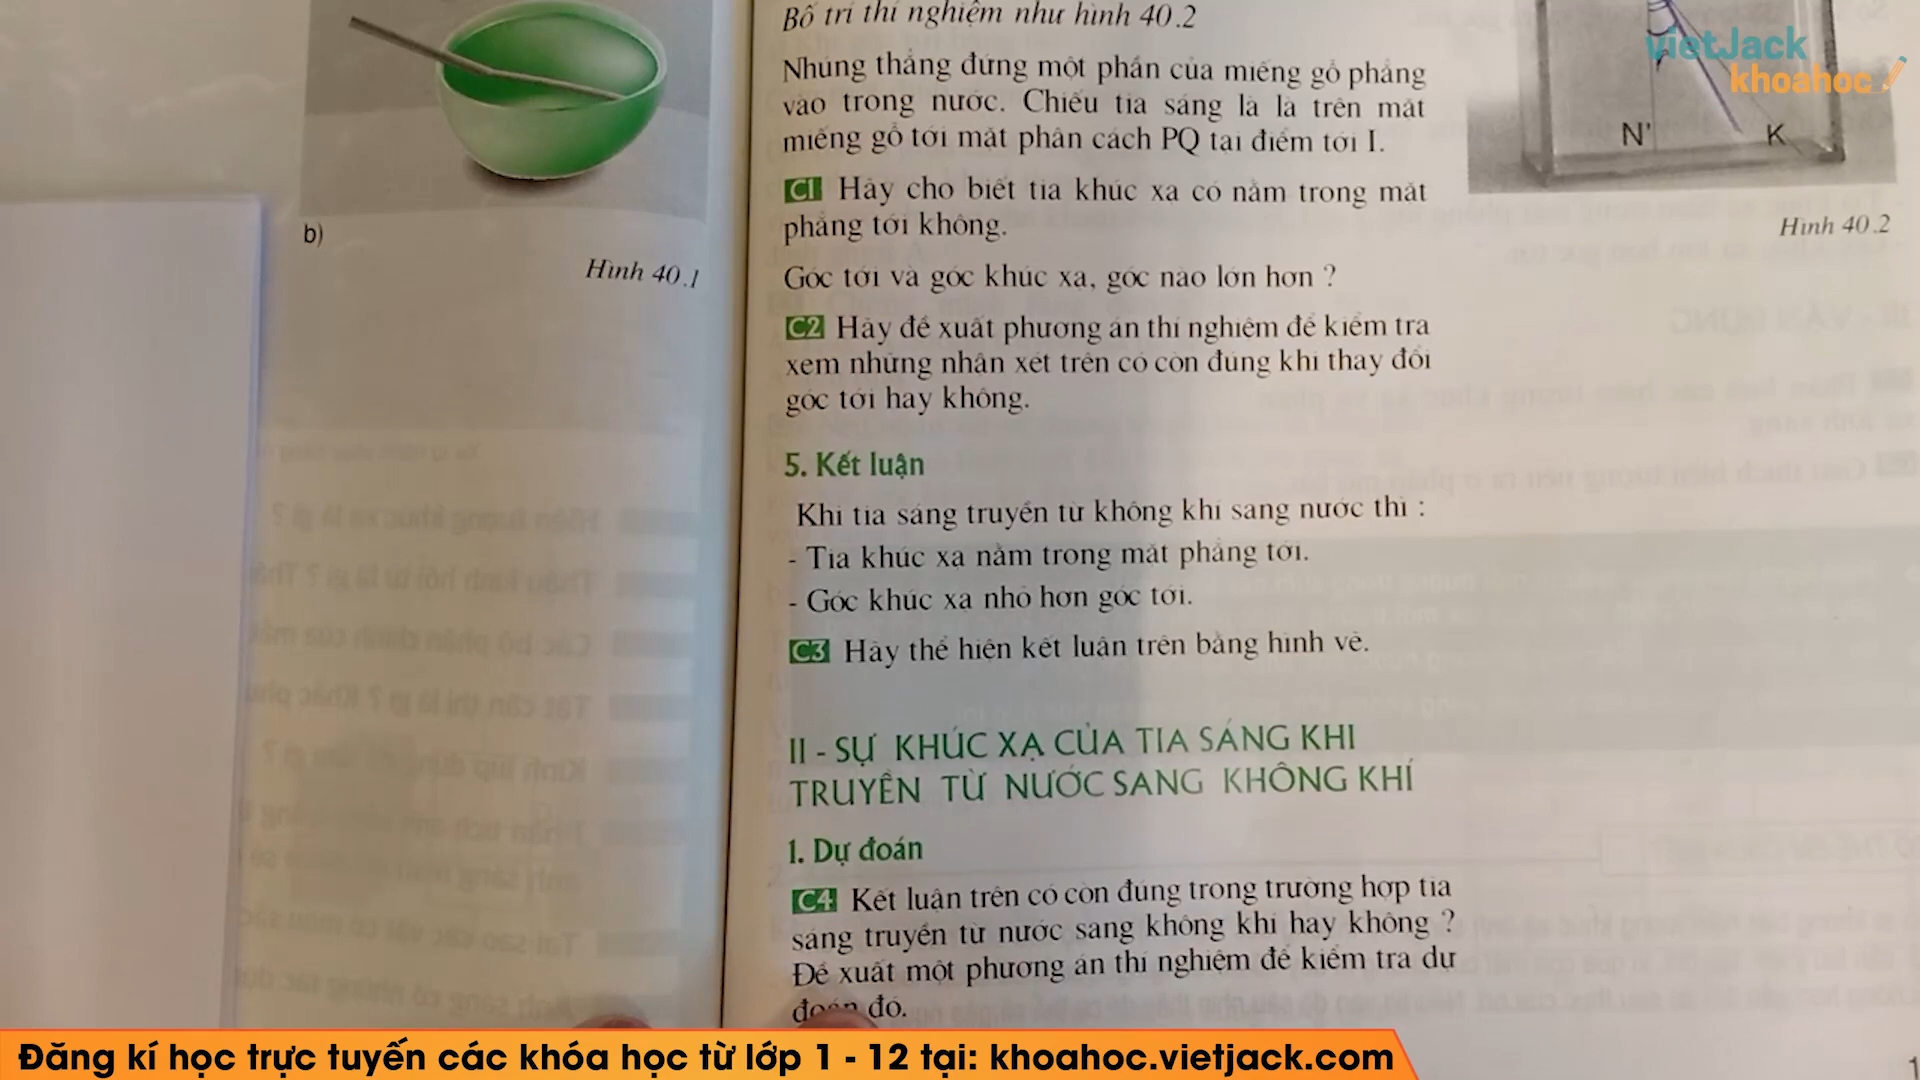 b)
Hình 40.1
Bố trí thí nghiệm như hình 40.2
Nhúng thẳng đứng một phần của miếng gỗ phẳng
vào trong nước. Chiếu tia sáng là là trên mặt
miếng gỗ tới mặt phân cách PQ tại điểm tới I.
C1 Hãy cho biết tia khúc xạ có nằm trong mặt
phẳng tới không.
Góc tới và góc khúc xạ, góc nào lớn hơn ?
C2 Hãy đề xuất phương án thí nghiệm để kiểm tra
xem những nhận xét trên có còn đúng khi thay đổi
góc tới hay không.
5. Kết luận
Khi tia sáng truyền từ không khí sang nước thì :
- Tia khúc xạ nằm trong mặt phẳng tới.
- Góc khúc xạ nhỏ hơn góc tới.
C3 Hãy thể hiện kết luận trên bằng hình vẽ.
II - SỰ KHÚC XẠ CỦA TIA SÁNG KHI
TRUYỀN TỪ NƯỚC SANG KHÔNG KHÍ
1. Dự đoán
C4 Kết luận trên có còn đúng trong trường hợp tia
sáng truyền từ nước sang không khí hay không ?
Đề xuất một phương án thí nghiệm để kiểm tra dự
đoán đó.
vietJack
khoahoc
N' K
Hình 40.2
Đăng kí học trực tuyến các khóa học từ lớp 1 - 12 tại: khoahoc.vietjack.com